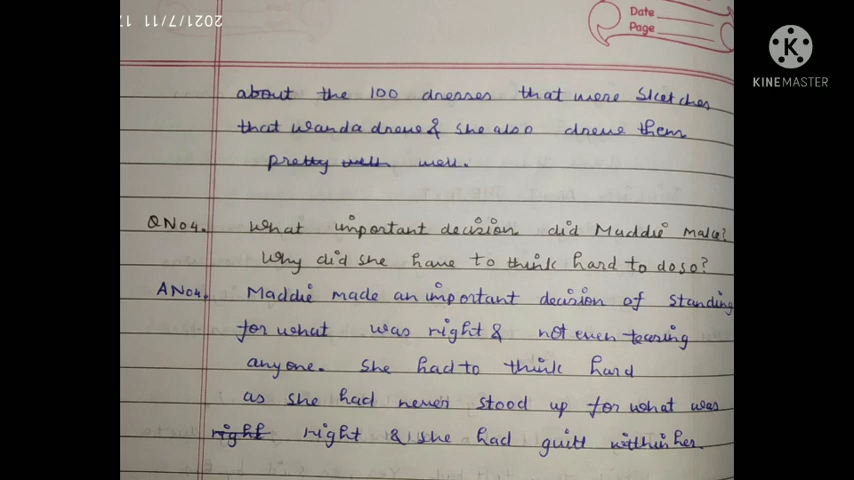 2021/7/11 17
Date
Page
K
KINEMASTER
about the 100 dresses that were Sketches
that wanda drew & she also drew them
pretty well well.
QNo4. What important decision did Maddie make?
Why did she have to think hard to do so?
ANo4. Maddie made an important decision of standing
for what was right & not even teasing
anyone. She had to think hard
as she had never stood up for what was
right right & she had guilt within her.